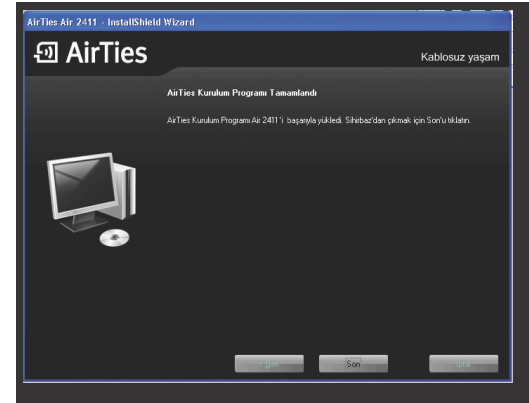 AirTies Air 2411 - InstallShield Wizard
AirTies
Kablosuz yaşam
AirTies Kurulum Programı Tamamlandı
AirTies Kurulum Programı Air 2411'i başarıyla yükledi. Sihirbaz'dan çıkmak için Son'u tıklatın.
Son